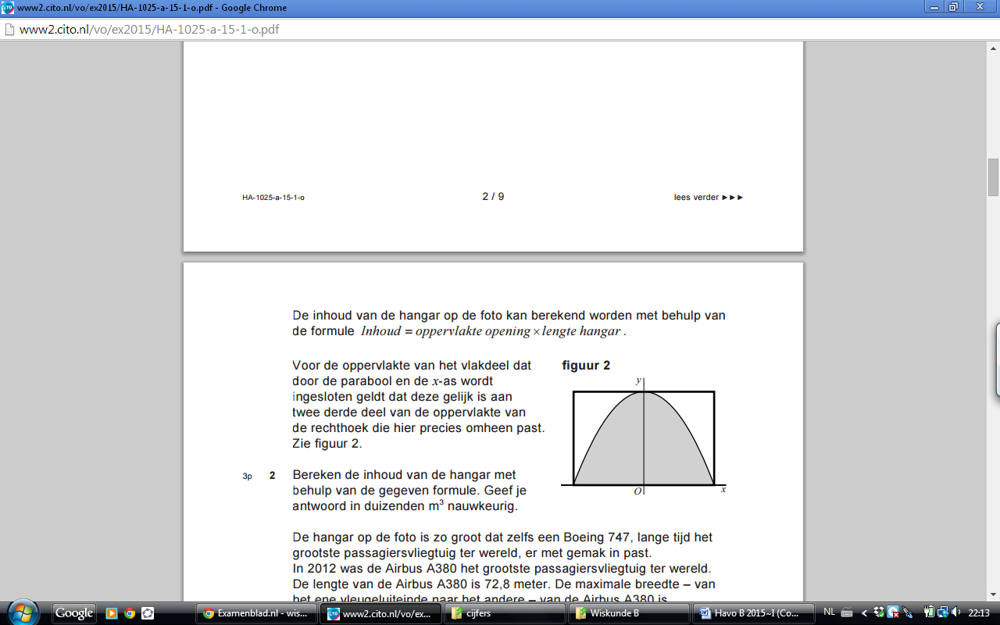 www2.cito.nl/vo/ex2015/HA-1025-a-15-1-o.pdf - Google Chrome
www2.cito.nl/vo/ex2015/HA-1025-a-15-1-o.pdf
HA-1025-a-15-1-o 2 / 9 lees verder ►►►
De inhoud van de hangar op de foto kan berekend worden met behulp van
de formule Inhoud = oppervlakte opening × lengte hangar .
Voor de oppervlakte van het vlakdeel dat
door de parabool en de x-as wordt
ingesloten geldt dat deze gelijk is aan
twee derde deel van de oppervlakte van
de rechthoek die hier precies omheen past.
Zie figuur 2.
figuur 2
y
O x
3p 2 Bereken de inhoud van de hangar met
behulp van de gegeven formule. Geef je
antwoord in duizenden m³ nauwkeurig.
De hangar op de foto is zo groot dat zelfs een Boeing 747, lange tijd het
grootste passagiersvliegtuig ter wereld, er met gemak in past.
In 2012 was de Airbus A380 het grootste passagiersvliegtuig ter wereld.
De lengte van de Airbus A380 is 72,8 meter. De maximale breedte – van
het ene vleugeluiteinde naar het andere – van de Airbus A380 is
Google Examenblad.nl - wis... www2.cito.nl/vo/ex... cijfers Wiskunde B Havo B 2015~I (Co... NL 22:13